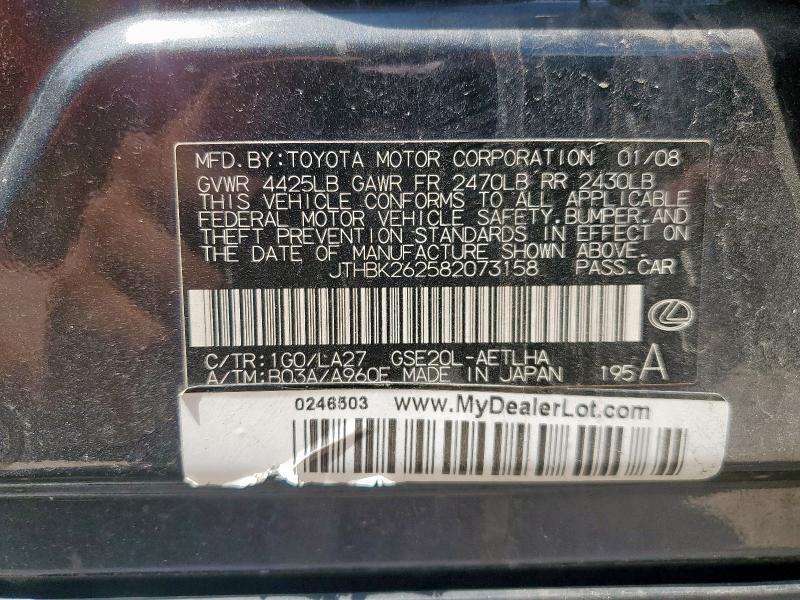 MFD. BY: TOYOTA MOTOR CORPORATION 01/08
GVWR 4425LB GAWR FR 2470LB RR 2430LB
THIS VEHICLE CONFORMS TO ALL APPLICABLE
FEDERAL MOTOR VEHICLE SAFETY, BUMPER, AND
THEFT PREVENTION STANDARDS IN EFFECT ON
THE DATE OF MANUFACTURE SHOWN ABOVE.
JTHBK262582073158 PASS. CAR
C/TR: 1G0/LA27 GSE20L-AETLHA
A/TM: B03A/A960E MADE IN JAPAN 195 A
0246503 www.MyDealerLot.com